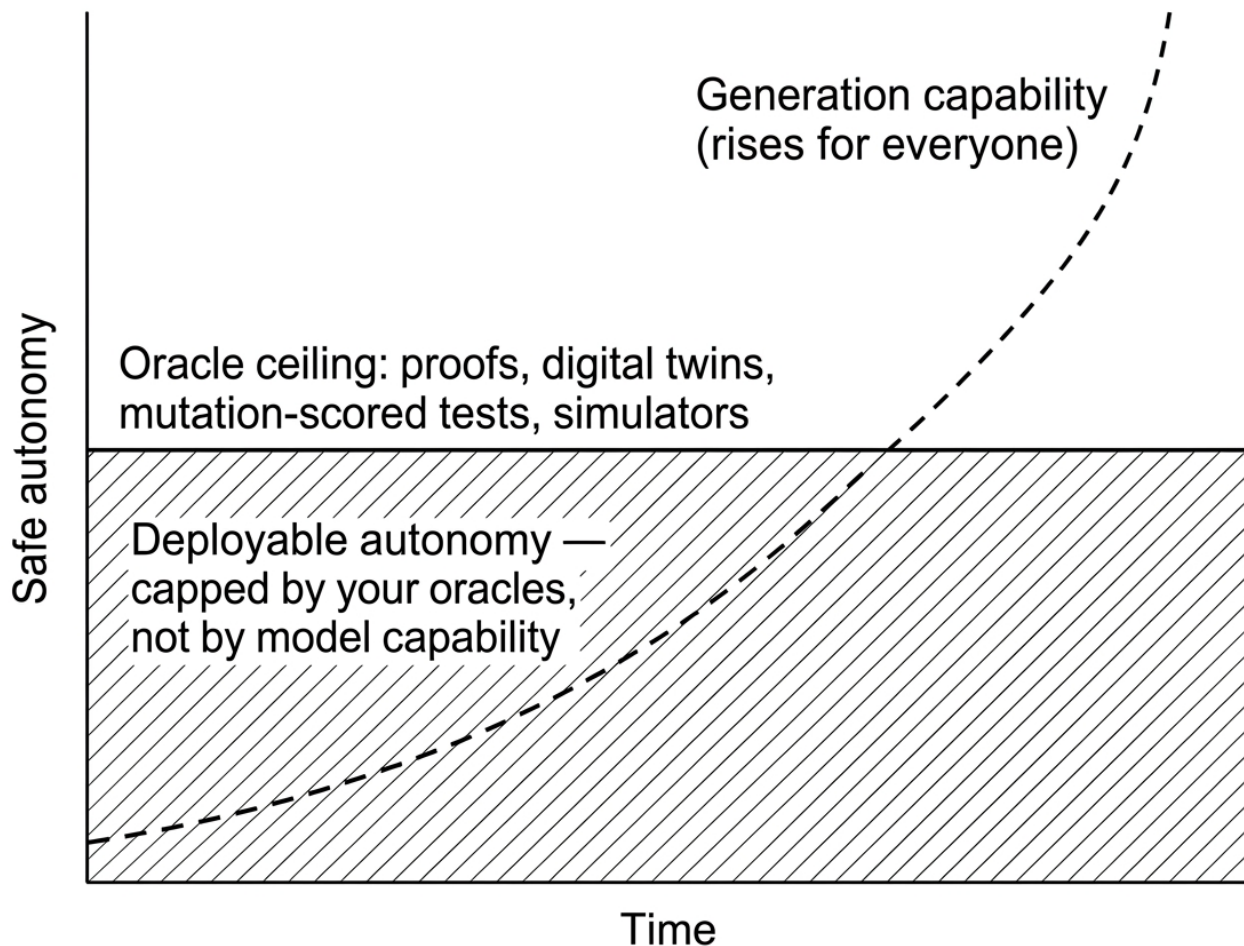 Generation capability
(rises for everyone)
Oracle ceiling: proofs, digital twins,
mutation-scored tests, simulators
Deployable autonomy —
capped by your oracles,
not by model capability
Safe autonomy
Time